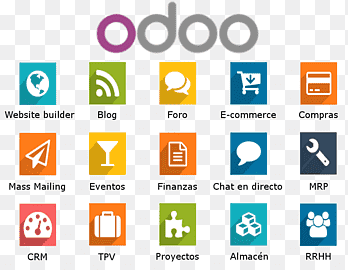 odoo
Website builder
Blog
Foro
E-commerce
Compras
Mass Mailing
Eventos
Finanzas
Chat en directo
MRP
CRM
TPV
Proyectos
Almacén
RRHH